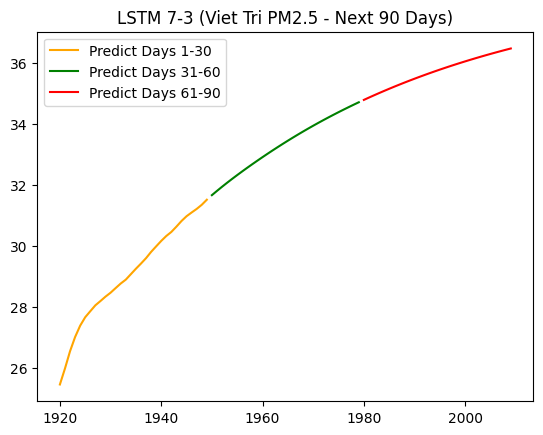 LSTM 7-3 (Viet Tri PM2.5 - Next 90 Days)
Predict Days 1-30
Predict Days 31-60
Predict Days 61-90
36
34
32
30
28
26
1920
1940
1960
1980
2000